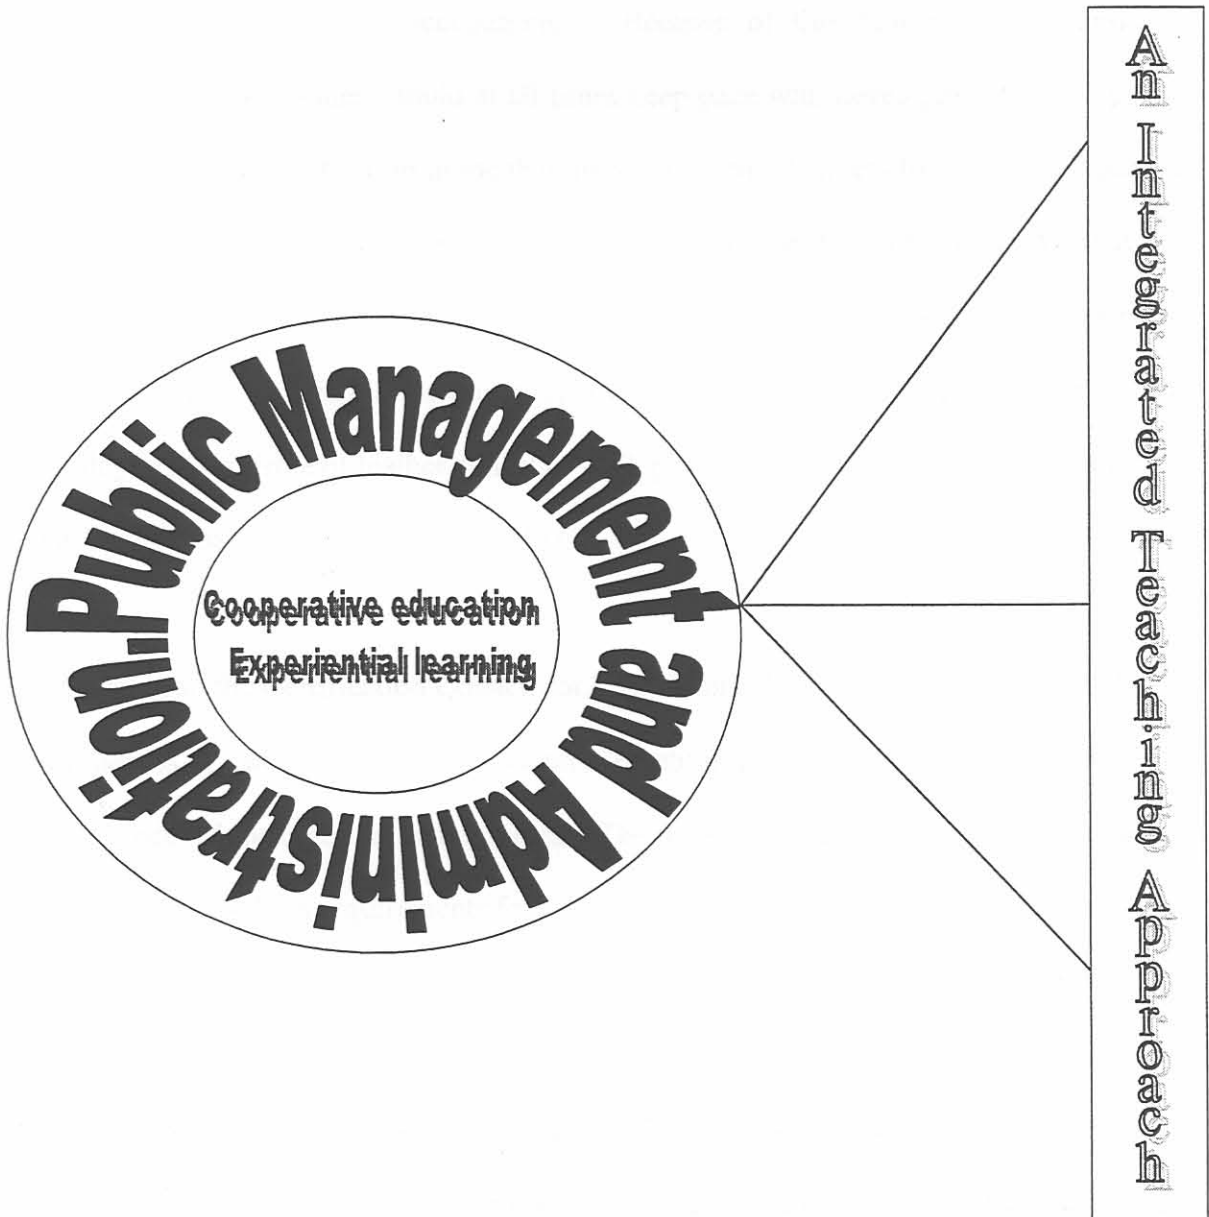 Public Management and Administration.
Cooperative education
Experiential learning
An Integrated Teaching Approach